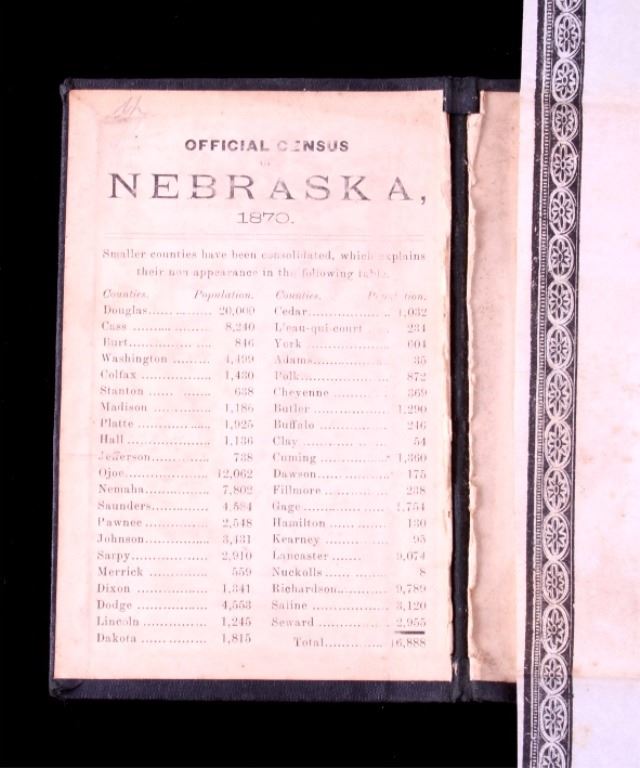 OFFICIAL CENSUS
OF
NEBRASKA,
1870.
Smaller counties have been consolidated, which explains
their non appearance in the following table.
Counties. Population. Counties. Population.
Douglas 20,000 Cedar 1,032
Cass 8,240 L'eau-qui-court 234
Burt 846 York 604
Washington 4,499 Adams 35
Colfax 1,430 Polk 872
Stanton 638 Cheyenne 369
Madison 1,186 Butler 1,290
Platte 1,925 Buffalo 246
Hall 1,136 Clay 54
Jefferson 738 Cuming 1,360
Otoe 12,062 Dawson 175
Nemaha 7,802 Fillmore 238
Saunders 4,584 Gage 1,754
Pawnee 2,548 Hamilton 130
Johnson 3,431 Kearney 95
Sarpy 2,910 Lancaster 9,074
Merrick 559 Nuckolls 8
Dixon 1,341 Richardson 9,789
Dodge 4,553 Saline 3,120
Lincoln 1,245 Seward 2,955
Dakota 1,815 Total